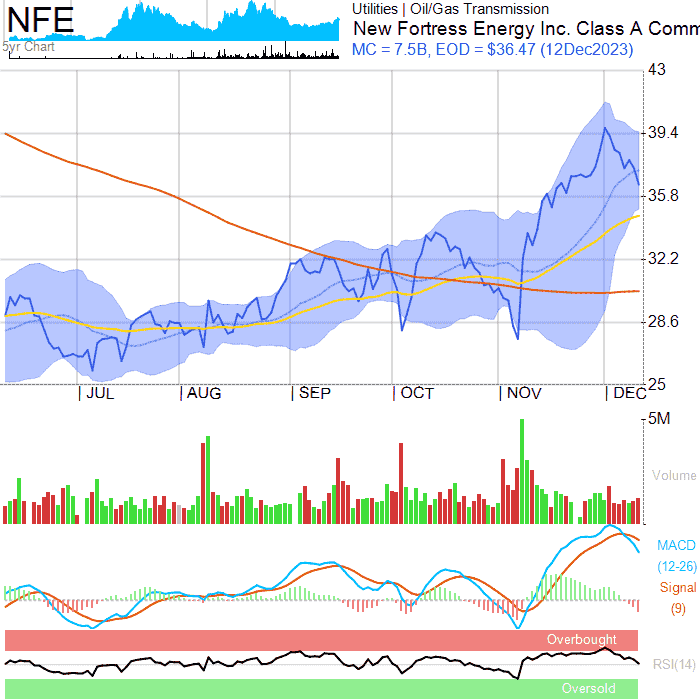 NFE
5yr Chart
Utilities | Oil/Gas Transmission
New Fortress Energy Inc. Class A Comm
MC = 7.5B, EOD = $36.47 (12Dec2023)
43
39.4
35.8
32.2
28.6
25
JUL AUG SEP OCT NOV DEC
5M
Volume
MACD
(12-26)
Signal
(9)
Overbought
RSI(14)
Oversold